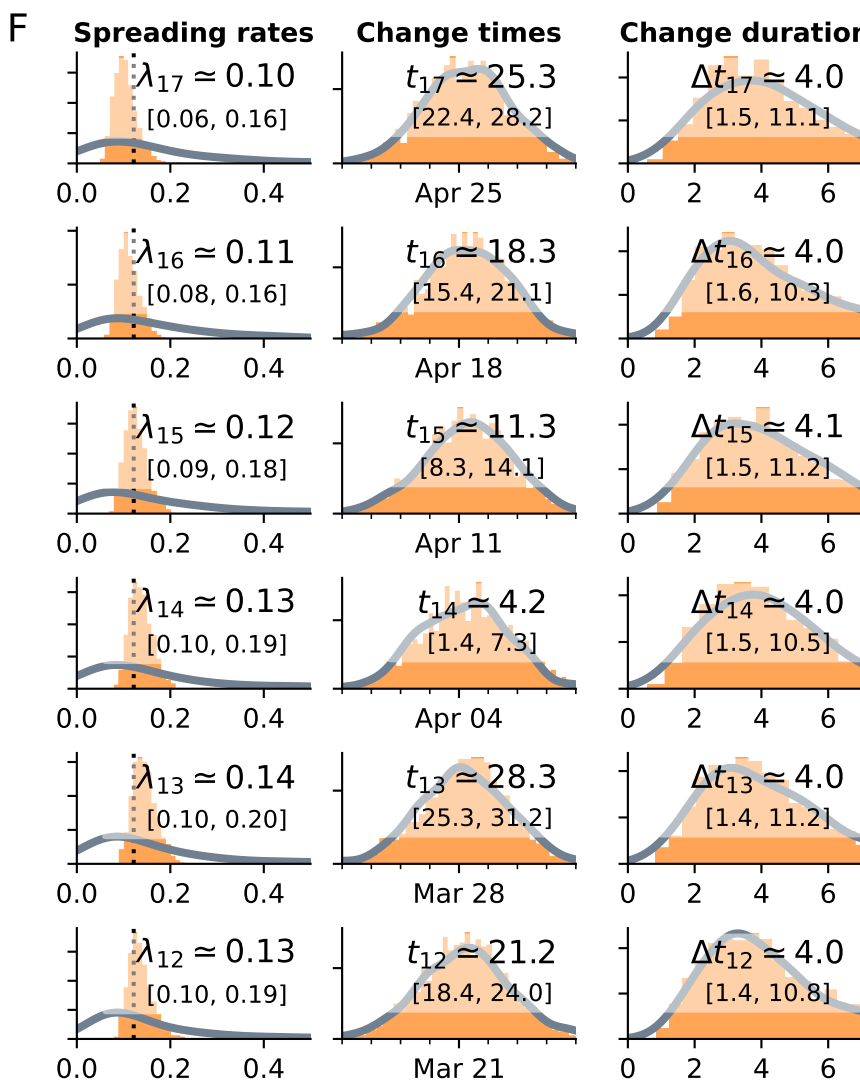 F
Spreading rates Change times Change duration
λ17 ≃ 0.10 t17 ≃ 25.3 Δt17 ≃ 4.0
[0.06, 0.16] [22.4, 28.2] [1.5, 11.1]
0.0 0.2 0.4 Apr 25 0 2 4 6
λ16 ≃ 0.11 t16 ≃ 18.3 Δt16 ≃ 4.0
[0.08, 0.16] [15.4, 21.1] [1.6, 10.3]
0.0 0.2 0.4 Apr 18 0 2 4 6
λ15 ≃ 0.12 t15 ≃ 11.3 Δt15 ≃ 4.1
[0.09, 0.18] [8.3, 14.1] [1.5, 11.2]
0.0 0.2 0.4 Apr 11 0 2 4 6
λ14 ≃ 0.13 t14 ≃ 4.2 Δt14 ≃ 4.0
[0.10, 0.19] [1.4, 7.3] [1.5, 10.5]
0.0 0.2 0.4 Apr 04 0 2 4 6
λ13 ≃ 0.14 t13 ≃ 28.3 Δt13 ≃ 4.0
[0.10, 0.20] [25.3, 31.2] [1.4, 11.2]
0.0 0.2 0.4 Mar 28 0 2 4 6
λ12 ≃ 0.13 t12 ≃ 21.2 Δt12 ≃ 4.0
[0.10, 0.19] [18.4, 24.0] [1.4, 10.8]
0.0 0.2 0.4 Mar 21 0 2 4 6